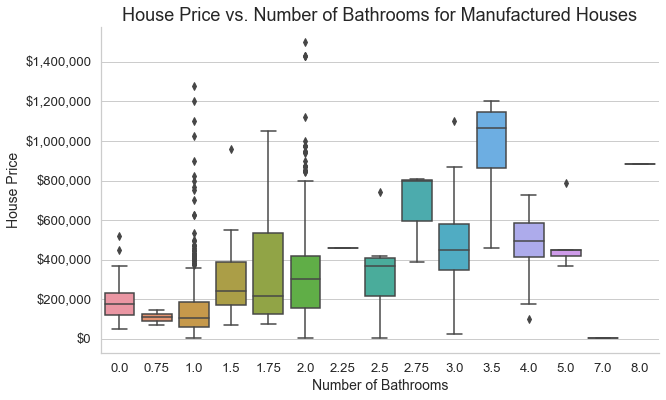 House Price vs. Number of Bathrooms for Manufactured Houses
House Price
$1,400,000
$1,200,000
$1,000,000
$800,000
$600,000
$400,000
$200,000
$0
0.0 0.75 1.0 1.5 1.75 2.0 2.25 2.5 2.75 3.0 3.5 4.0 5.0 7.0 8.0
Number of Bathrooms